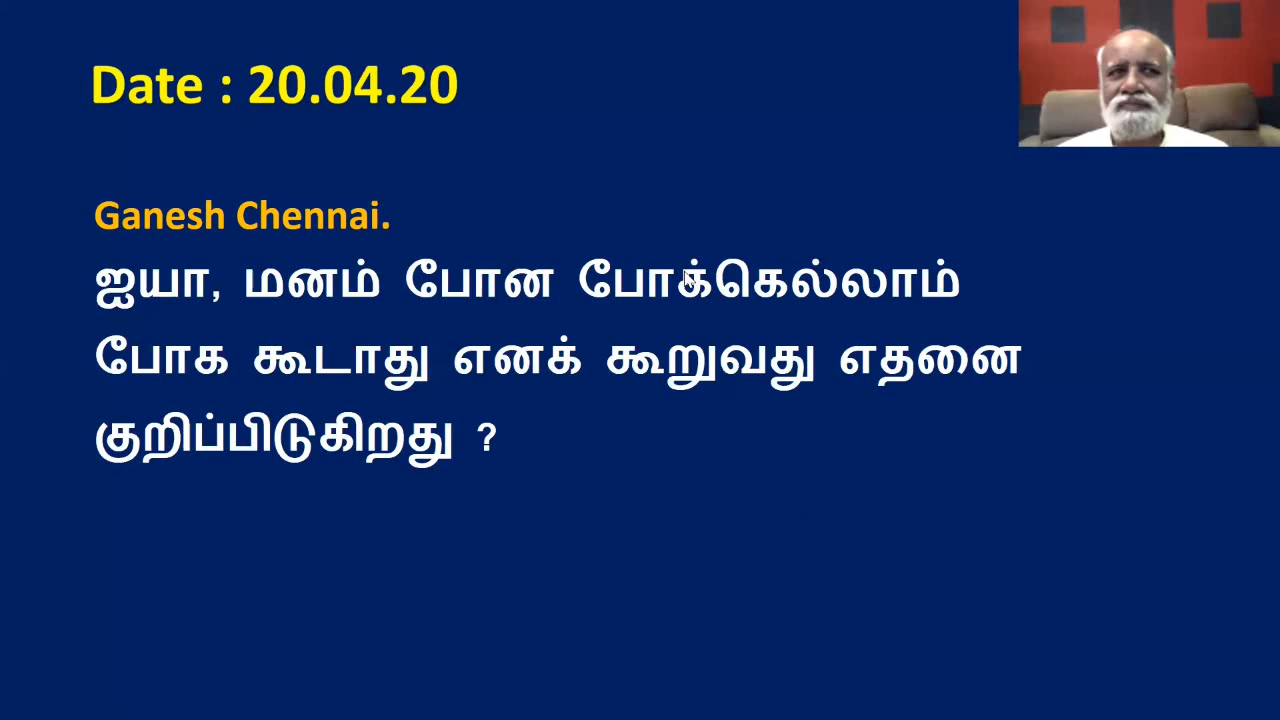 Date : 20.04.20
Ganesh Chennai.
ஐயா, மனம் போன போக்கெல்லாம்
போக கூடாது எனக் கூறுவது எதனை
குறிப்பிடுகிறது ?